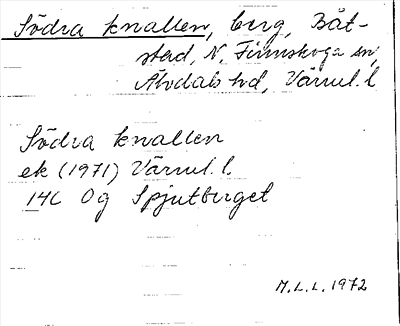 Södra knallen, berg, Båt-
stad, N. Finnskoga sn,
Älvdals hd, Värml. l
Södra knallen
ek (1971) Värml. l.
14C 0g Spjutberget
M.L.L. 1972